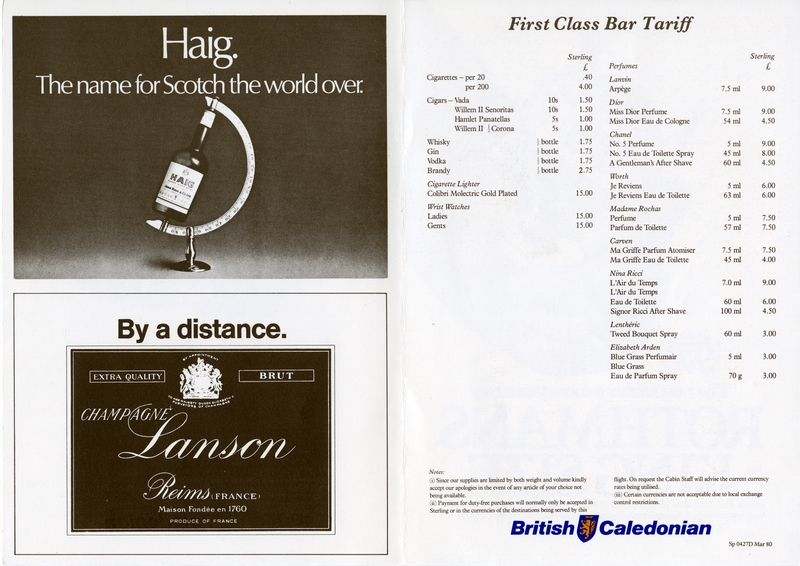 Haig.
The name for Scotch the world over.
HAIG
By a distance.
BY APPOINTMENT
EXTRA QUALITY
BRUT
TO HER MAJESTY QUEEN ELIZABETH II
PURVEYORS OF CHAMPAGNE
CHAMPAGNE
Lanson
Reims (FRANCE)
Maison Fondée en 1760
PRODUCE OF FRANCE
First Class Bar Tariff
Sterling
£
Cigarettes – per 20 .40
per 200 4.00
Cigars – Vada 10s 1.50
Willem II Senoritas 10s 1.50
Hamlet Panatellas 5s 1.00
Willem II ½ Corona 5s 1.00
Whisky ½ bottle 1.75
Gin ½ bottle 1.75
Vodka ½ bottle 1.75
Brandy ½ bottle 2.75
Cigarette Lighter
Colibri Molectric Gold Plated 15.00
Wrist Watches
Ladies 15.00
Gents 15.00
Sterling
Perfumes £
Lanvin
Arpège 7.5 ml 9.00
Dior
Miss Dior Perfume 7.5 ml 9.00
Miss Dior Eau de Cologne 54 ml 4.50
Chanel
No. 5 Perfume 5 ml 9.00
No. 5 Eau de Toilette Spray 45 ml 8.00
A Gentleman's After Shave 60 ml 4.50
Worth
Je Reviens 5 ml 6.00
Je Reviens Eau de Toilette 63 ml 6.00
Madame Rochas
Perfume 5 ml 7.50
Parfum de Toilette 57 ml 7.50
Carven
Ma Griffe Parfum Atomiser 7.5 ml 7.50
Ma Griffe Eau de Toilette 45 ml 4.00
Nina Ricci
L'Air du Temps 7.0 ml 9.00
L'Air du Temps
Eau de Toilette 60 ml 6.00
Signor Ricci After Shave 100 ml 4.50
Lenthéric
Tweed Bouquet Spray 60 ml 3.00
Elizabeth Arden
Blue Grass Perfumair 5 ml 3.00
Blue Grass
Eau de Parfum Spray 70 g 3.00
Notes:
(i) Since our supplies are limited by both weight and volume kindly
accept our apologies in the event of any article of your choice not
being available.
(ii) Payment for duty-free purchases will normally only be accepted in
Sterling or in the currencies of the destinations being served by this
flight. On request the Cabin Staff will advise the current currency
rates being utilised.
(iii) Certain currencies are not acceptable due to local exchange
control restrictions.
British Caledonian
Sp 0427D Mar 80